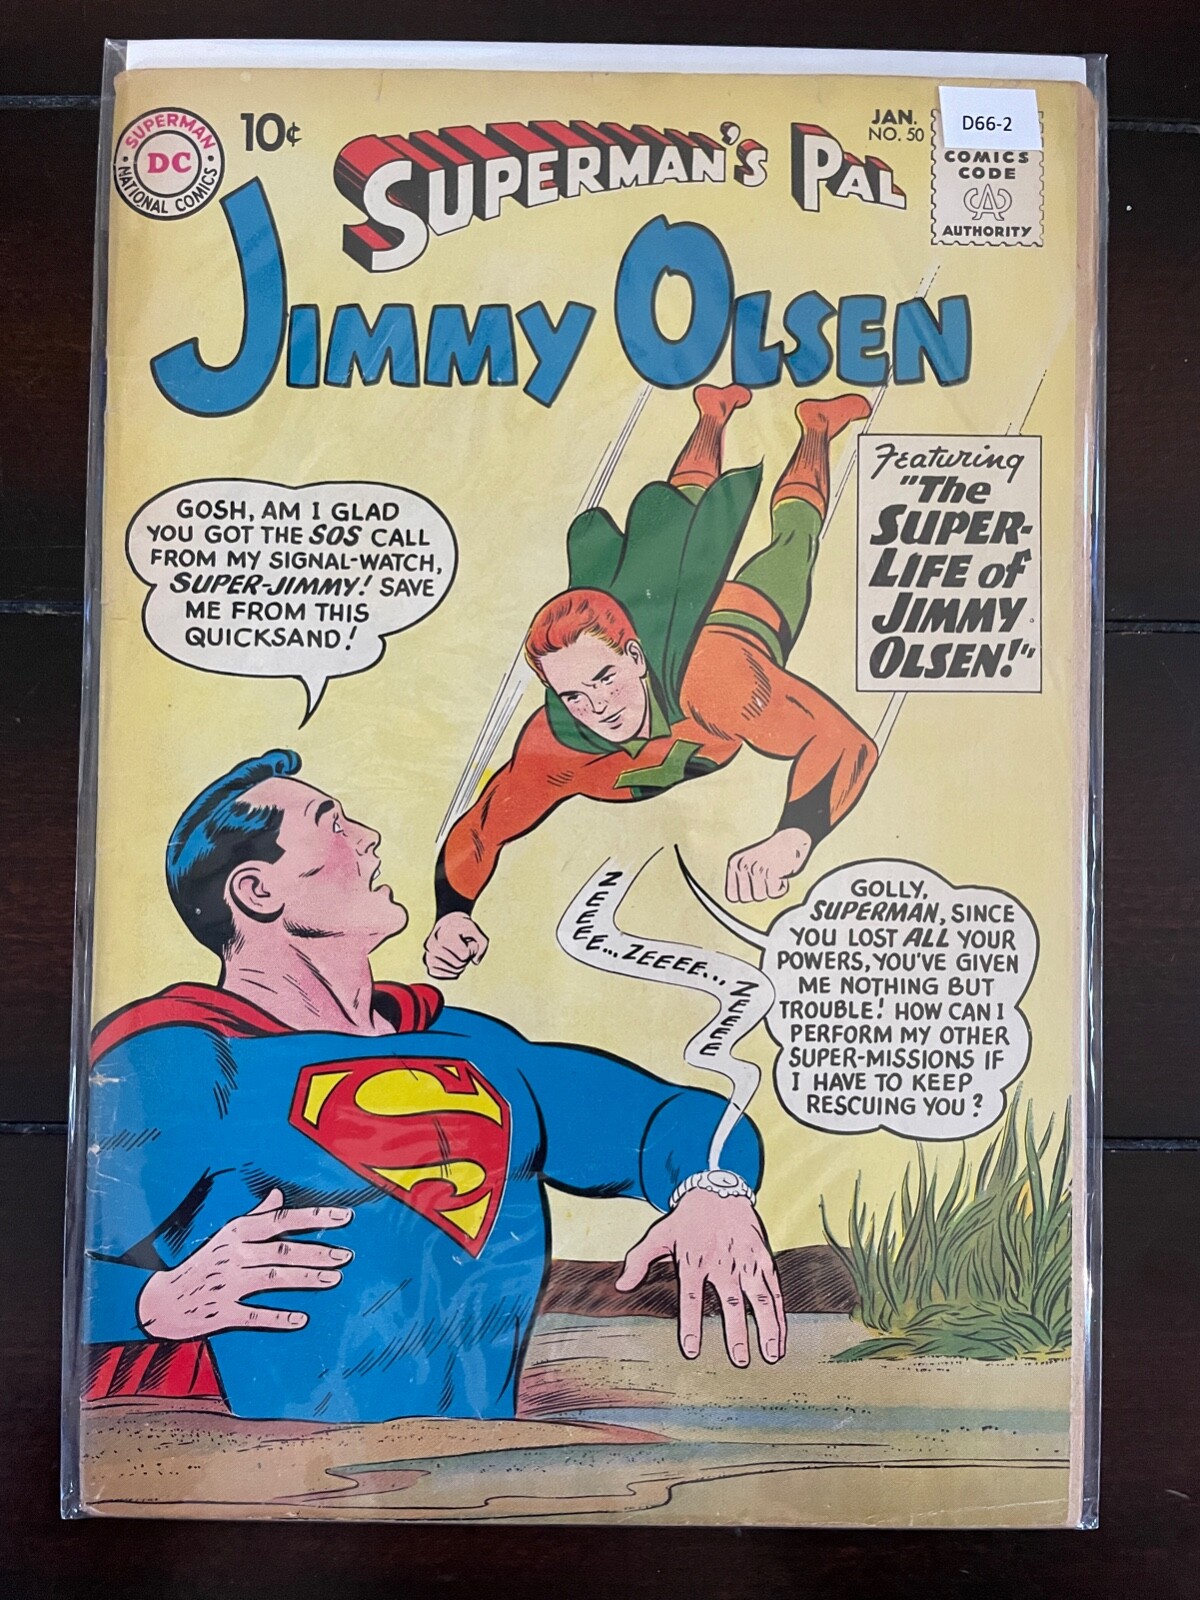 SUPERMAN
DC
NATIONAL COMICS
10¢
SUPERMAN'S PAL
JIMMY OLSEN
JAN.
NO. 50
D66-2
COMICS
CODE
CA
AUTHORITY
Featuring
"The
SUPER-
LIFE of
JIMMY
OLSEN!"
GOSH, AM I GLAD
YOU GOT THE SOS CALL
FROM MY SIGNAL-WATCH,
SUPER-JIMMY! SAVE
ME FROM THIS
QUICKSAND!
ZEEEE...ZEEEE...ZEEEE
GOLLY,
SUPERMAN, SINCE
YOU LOST ALL YOUR
POWERS, YOU'VE GIVEN
ME NOTHING BUT
TROUBLE! HOW CAN I
PERFORM MY OTHER
SUPER-MISSIONS IF
I HAVE TO KEEP
RESCUING YOU?
S